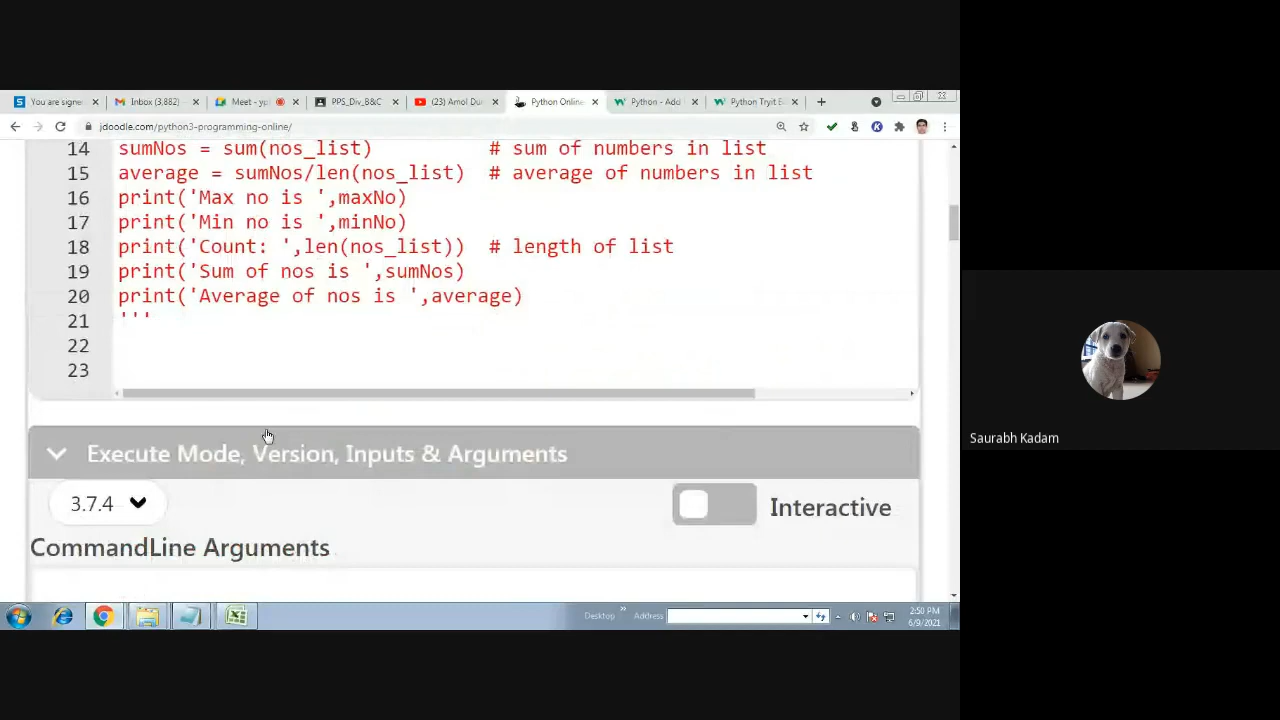 You are signe
Inbox (3,882)
Meet - yp
PPS_Div_B&C
(23) Amol Du
Python Online
Python - Add
Python Tryit E
jdoodle.com/python3-programming-online/
14 sumNos = sum(nos_list) # sum of numbers in list
15 average = sumNos/len(nos_list) # average of numbers in list
16 print('Max no is ',maxNo)
17 print('Min no is ',minNo)
18 print('Count: ',len(nos_list)) # length of list
19 print('Sum of nos is ',sumNos)
20 print('Average of nos is ',average)
21 '''
22
23
Execute Mode, Version, Inputs & Arguments
3.7.4
Interactive
CommandLine Arguments
Saurabh Kadam
Desktop
Address
2:50 PM
6/9/2021